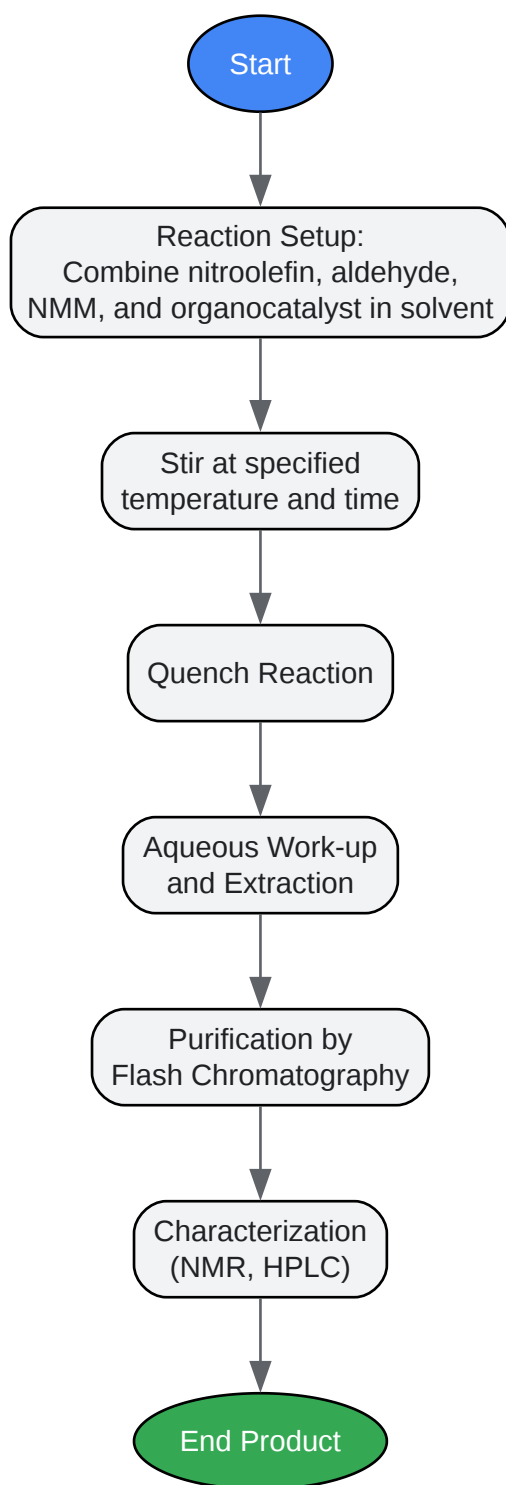 Start
Reaction Setup:
Combine nitroolefin, aldehyde,
NMM, and organocatalyst in solvent
Stir at specified
temperature and time
Quench Reaction
Aqueous Work-up
and Extraction
Purification by
Flash Chromatography
Characterization
(NMR, HPLC)
End Product